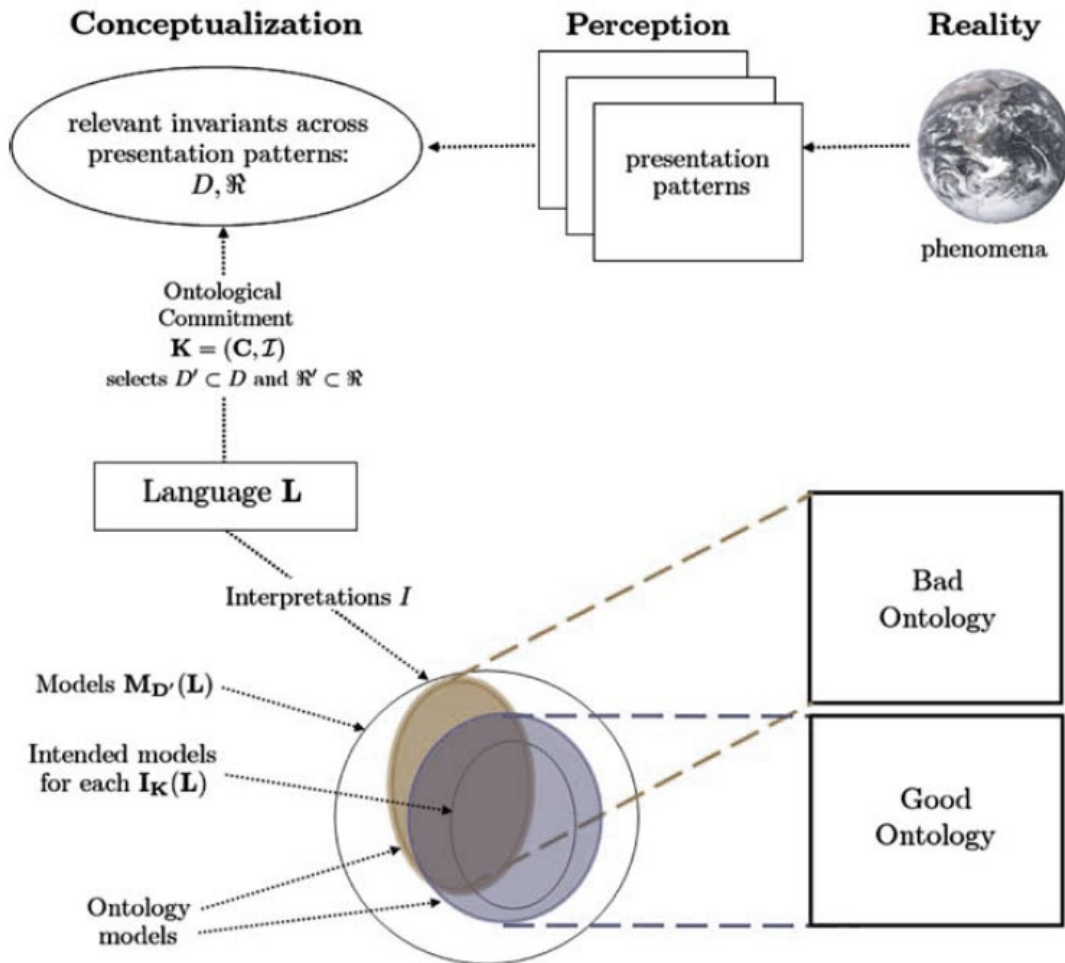 Conceptualization
Perception
Reality
relevant invariants across
presentation patterns:
D, ℜ
presentation
patterns
phenomena
Ontological
Commitment
K = (C, ℐ)
selects D′ ⊂ D and ℜ′ ⊂ ℜ
Language L
Interpretations I
Bad
Ontology
Models M_D′(L)
Intended models
for each I_K(L)
Good
Ontology
Ontology
models